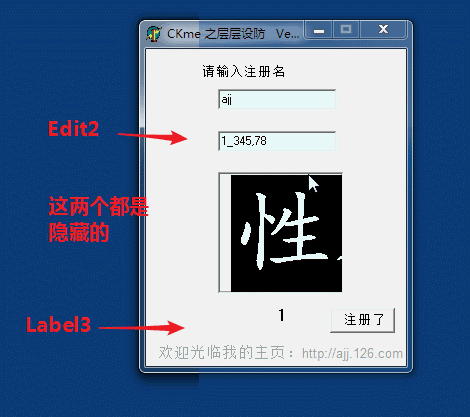 CKme 之层层设防 Ve...
请输入注册名
ajj
Edit2
1_345,78
这两个都是
隐藏的
性
1
注册了
Label3
欢迎光临我的主页：http://ajj.126.com